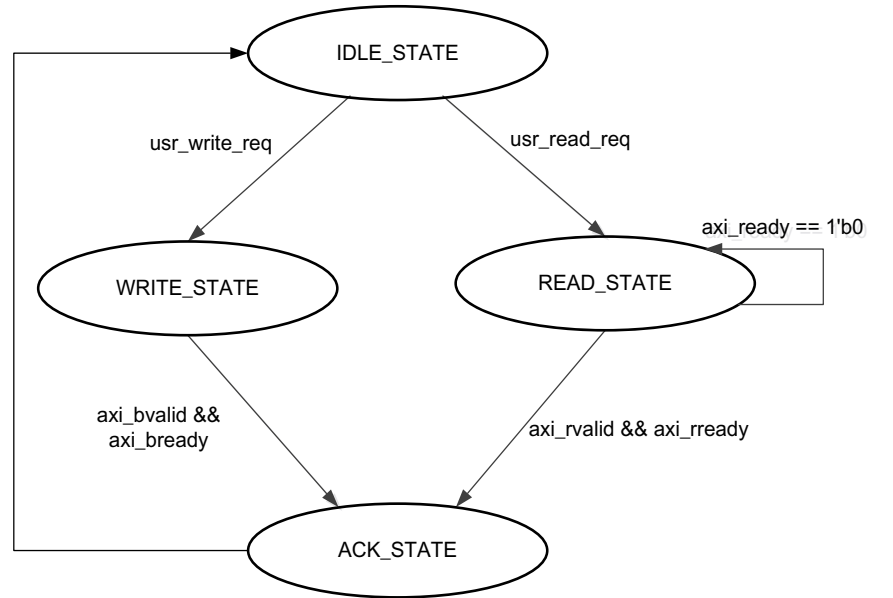 IDLE_STATE
usr_write_req
usr_read_req
axi_ready == 1'b0
WRITE_STATE
READ_STATE
axi_bvalid &&
axi_bready
axi_rvalid && axi_rready
ACK_STATE